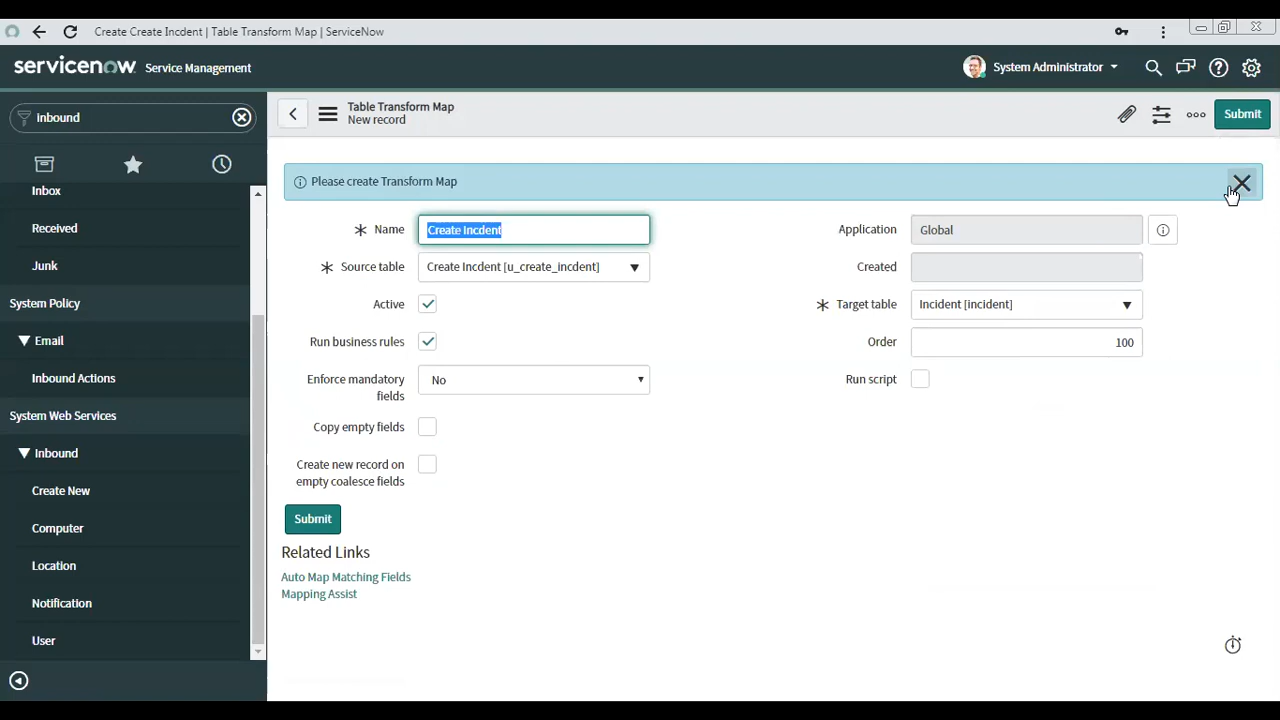 Create Create Incdent | Table Transform Map | ServiceNow
servicenow Service Management
System Administrator
inbound
Table Transform Map
New record
Submit
Inbox
Received
Junk
System Policy
Email
Inbound Actions
System Web Services
Inbound
Create New
Computer
Location
Notification
User
Please create Transform Map
Name Create Incdent
Application Global
Source table Create Incdent [u_create_incdent]
Created
Active
Target table Incident [incident]
Run business rules
Order 100
Enforce mandatory
fields
No
Run script
Copy empty fields
Create new record on
empty coalesce fields
Submit
Related Links
Auto Map Matching Fields
Mapping Assist